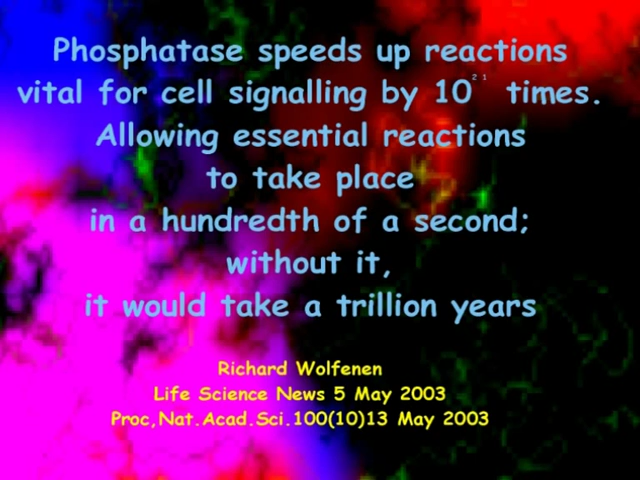 Phosphatase speeds up reactions
vital for cell signalling by 10²¹ times.
Allowing essential reactions
to take place
in a hundredth of a second;
without it,
it would take a trillion years
Richard Wolfenen
Life Science News 5 May 2003
Proc,Nat.Acad.Sci.100(10)13 May 2003